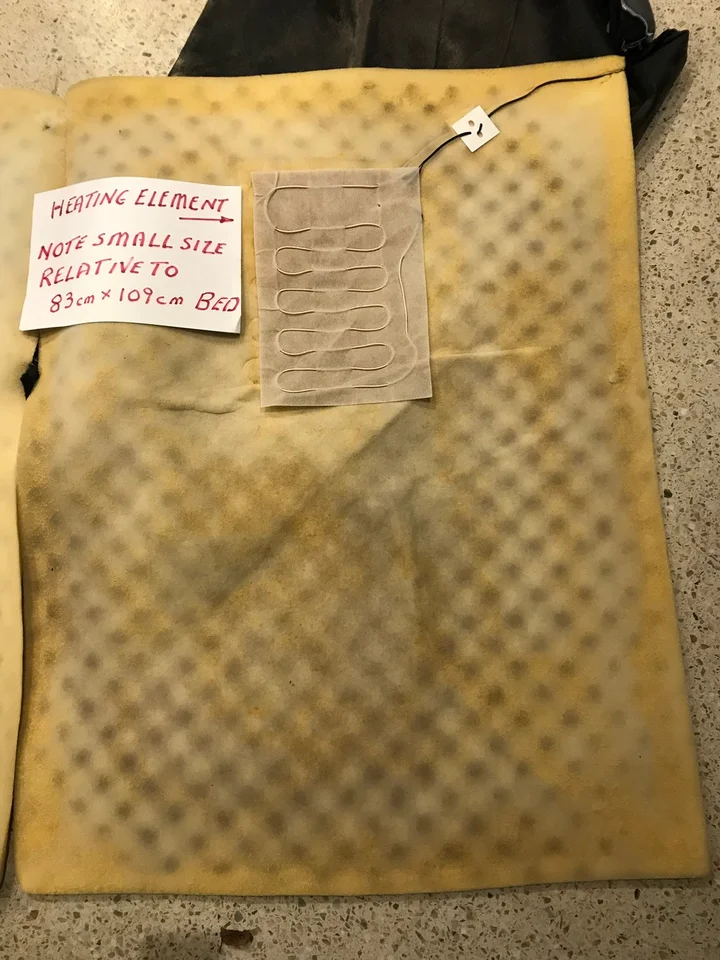 HEATING ELEMENT
NOTE SMALL SIZE
RELATIVE TO
83cm x 109cm BED